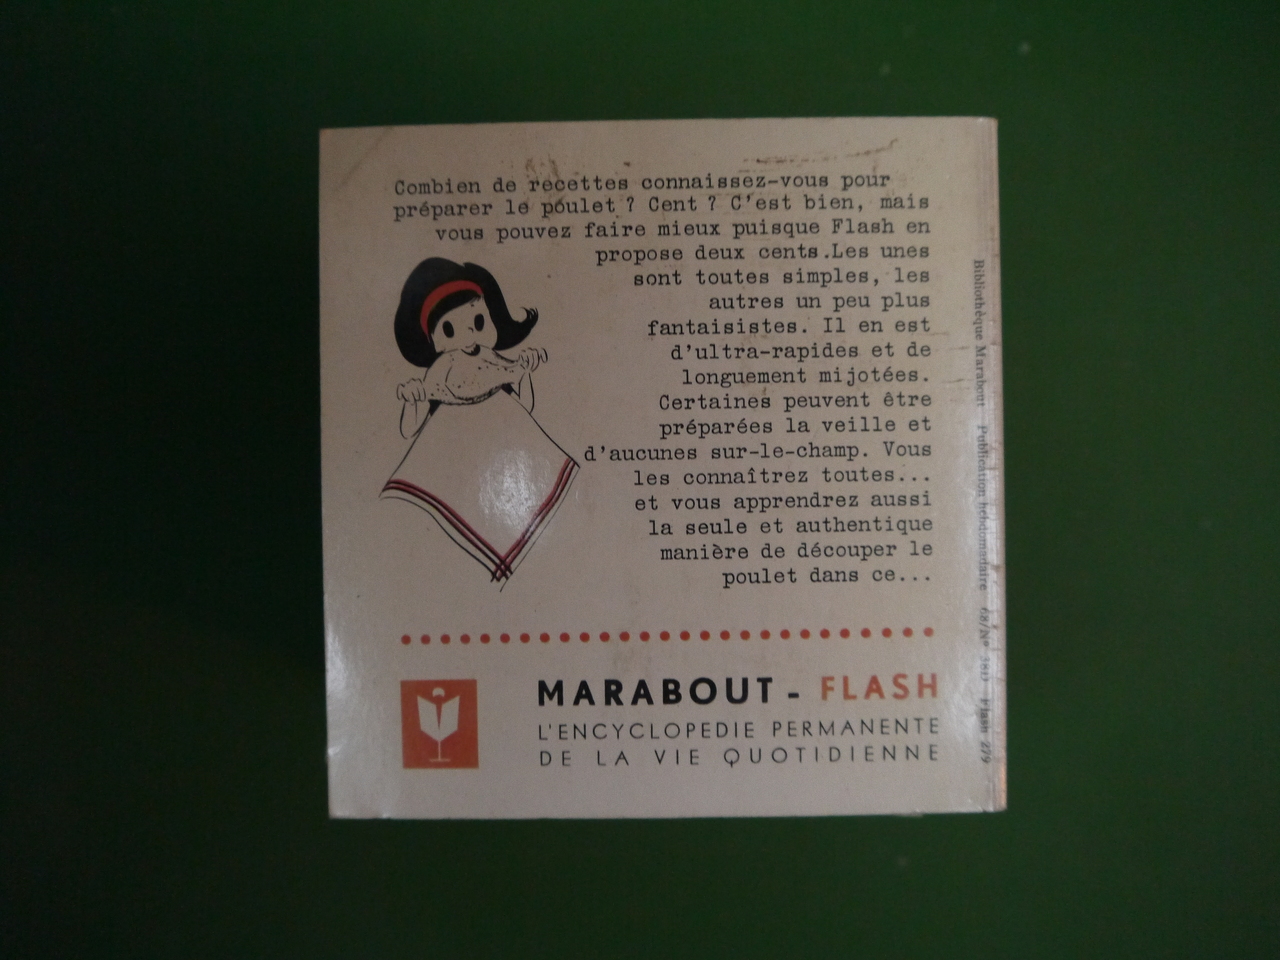 Combien de recettes connaissez-vous pour
préparer le poulet ? Cent ? C'est bien, mais
vous pouvez faire mieux puisque Flash en
propose deux cents.Les unes
sont toutes simples, les
autres un peu plus
fantaisistes. Il en est
d'ultra-rapides et de
longuement mijotées.
Certaines peuvent être
préparées la veille et
d'aucunes sur-le-champ. Vous
les connaîtrez toutes...
et vous apprendrez aussi
la seule et authentique
manière de découper le
poulet dans ce...
MARABOUT - FLASH
L'ENCYCLOPEDIE PERMANENTE
DE LA VIE QUOTIDIENNE
Bibliothèque Marabout Publication hebdomadaire 68/N° Flash 279